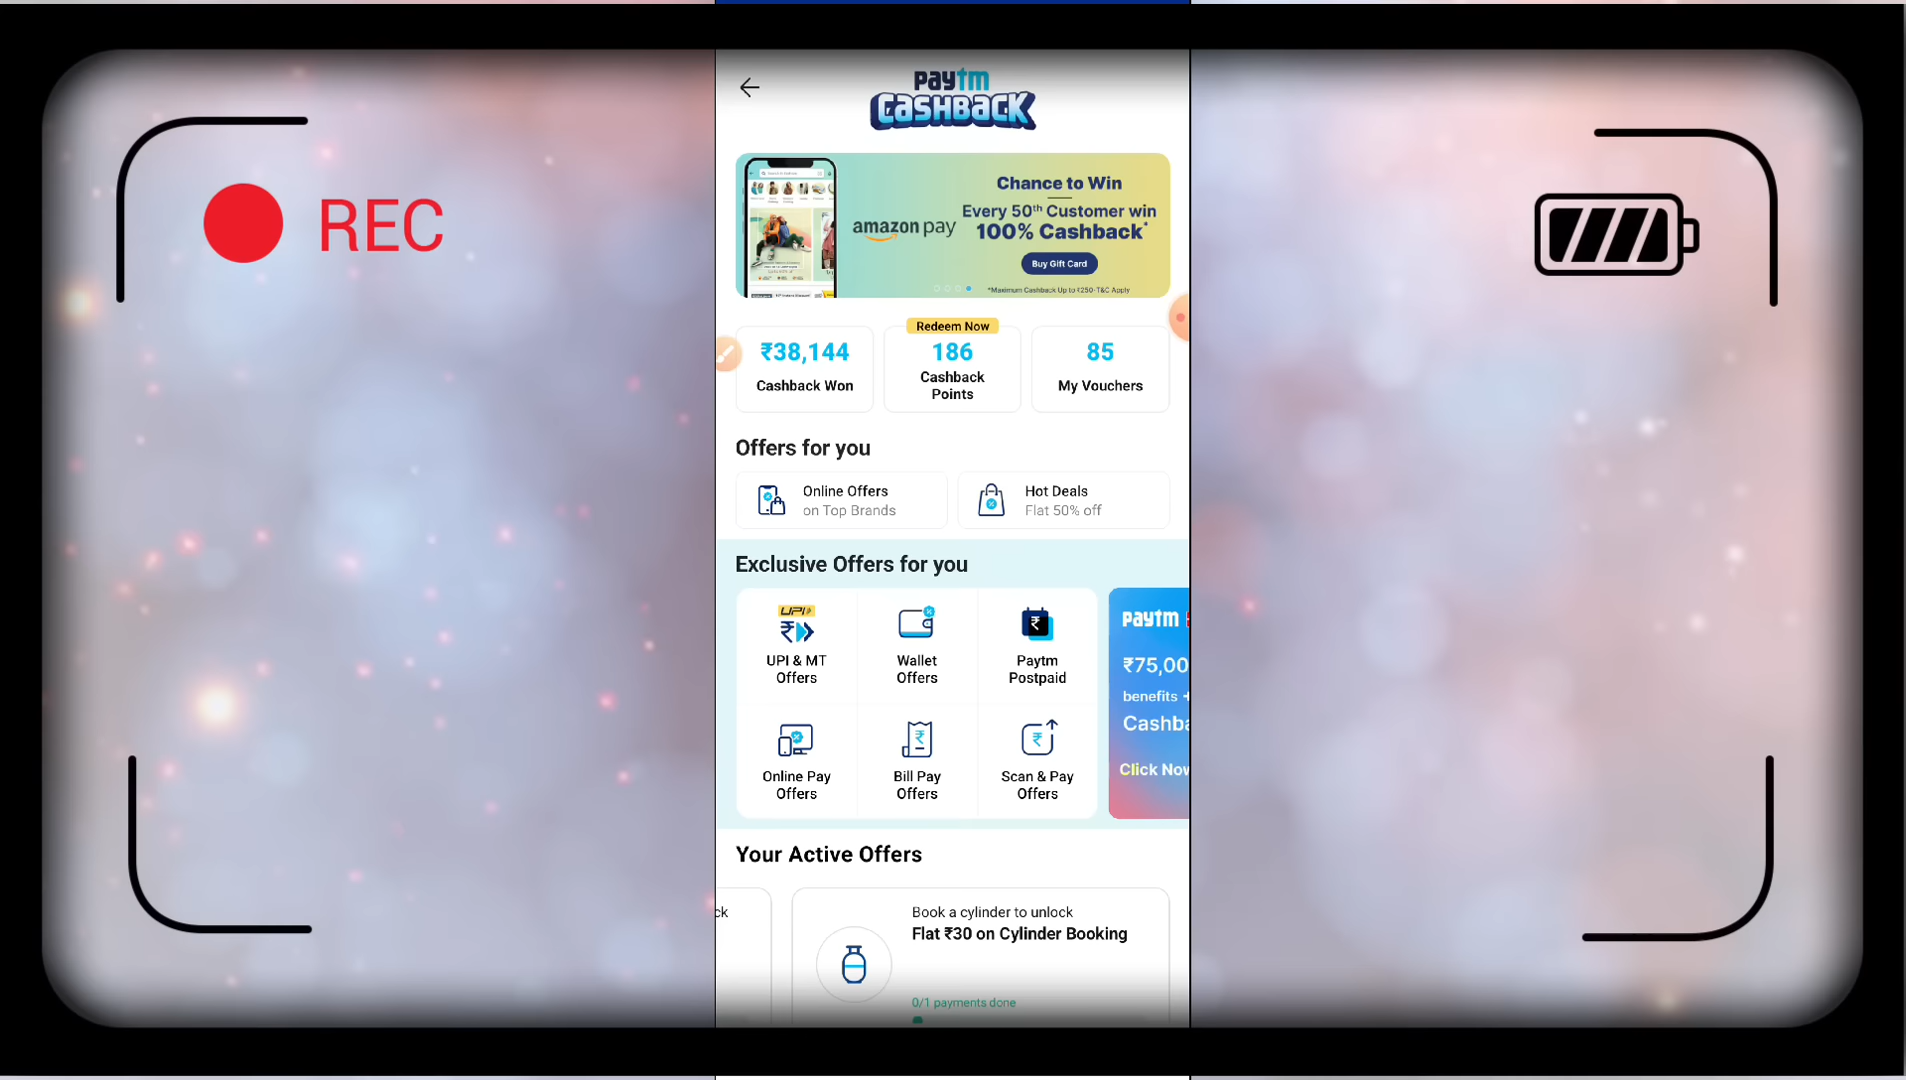 REC
paytm
CASHBACK
Chance to Win
Every 50th Customer win
amazon pay
100% Cashback*
Buy Gift Card
*Maximum Cashback Up to ₹250-T&C Apply
Redeem Now
₹38,144
Cashback Won
186
Cashback
Points
85
My Vouchers
Offers for you
Online Offers
on Top Brands
Hot Deals
Flat 50% off
Exclusive Offers for you
UPI
UPI & MT
Offers
Wallet
Offers
Paytm
Postpaid
Online Pay
Offers
Bill Pay
Offers
Scan & Pay
Offers
paytm
₹75,00
benefits +
Cashba
Click Now
Your Active Offers
ck
Book a cylinder to unlock
Flat ₹30 on Cylinder Booking
0/1 payments done